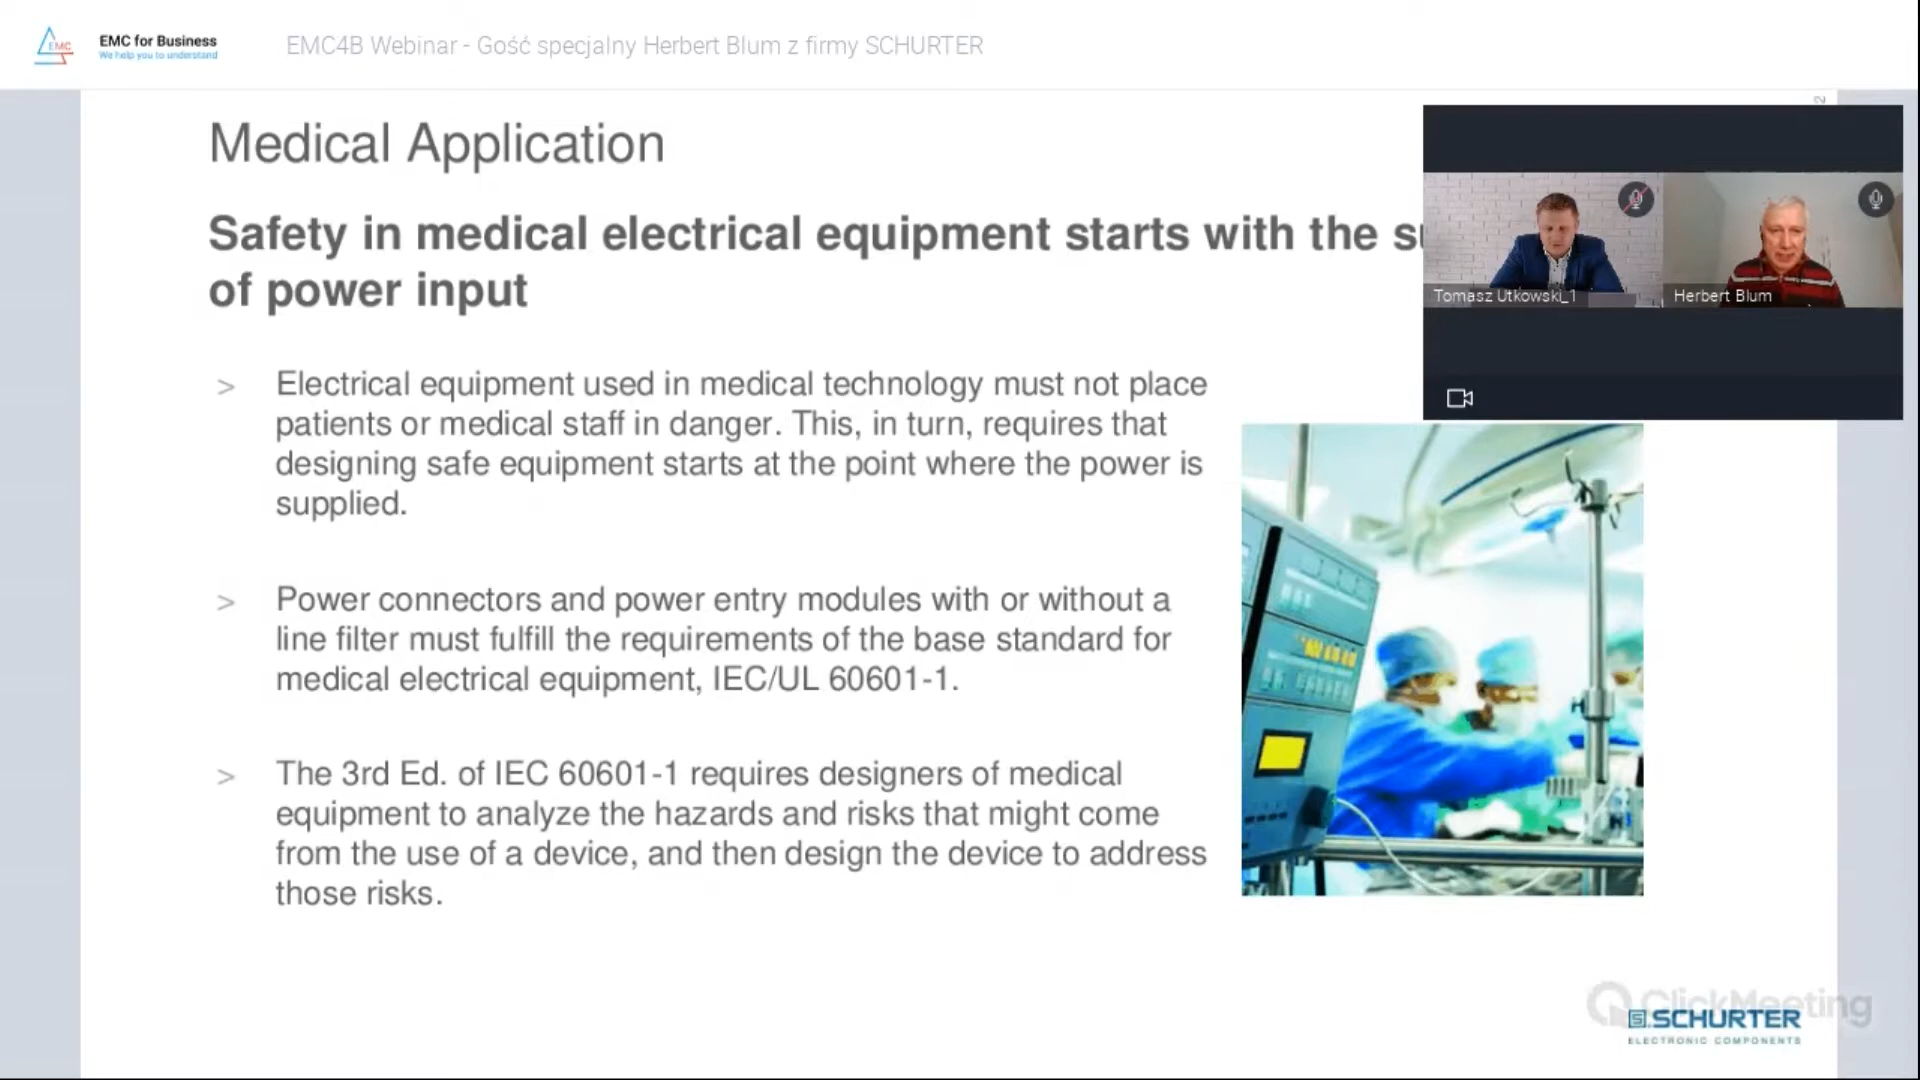 EMC
EMC for Business
We help you to understand
EMC4B Webinar - Gość specjalny Herbert Blum z firmy SCHURTER
2
Medical Application
Safety in medical electrical equipment starts with the
of power input
Tomasz Utkowski_1
Herbert Blum
> Electrical equipment used in medical technology must not place
patients or medical staff in danger. This, in turn, requires that
designing safe equipment starts at the point where the power is
supplied.
> Power connectors and power entry modules with or without a
line filter must fulfill the requirements of the base standard for
medical electrical equipment, IEC/UL 60601-1.
> The 3rd Ed. of IEC 60601-1 requires designers of medical
equipment to analyze the hazards and risks that might come
from the use of a device, and then design the device to address
those risks.
ClickMeeting
SCHURTER
ELECTRONIC COMPONENTS